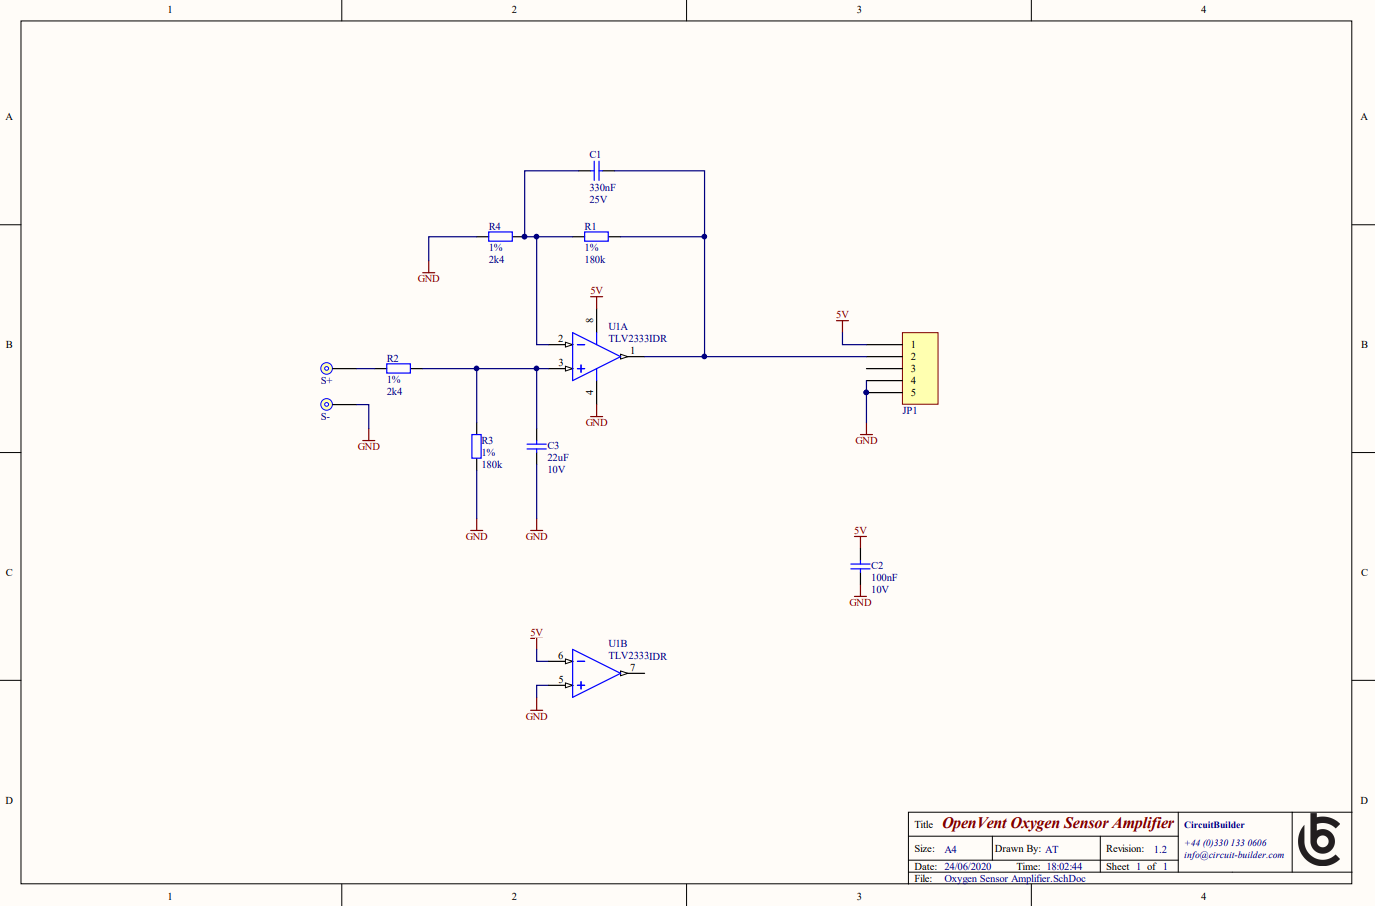 1 2 3 4
A A
C1
330nF
25V
R4 R1
1% 1%
2k4 180k
GND
5V
8
U1A
TLV2333IDR
2
1
3
4
GND
B B
S+
R2
1%
2k4
S-
GND
R3
1%
180k
GND
C3
22uF
10V
GND
5V
1
2
3
4
5
JP1
GND
5V
C2
100nF
10V
GND
C C
5V
U1B
TLV2333IDR
6
7
5
GND
D D
Title OpenVent Oxygen Sensor Amplifier
Size: A4 Drawn By: AT Revision: 1.2
Date: 24/06/2020 Time: 18:02:44 Sheet 1 of 1
File: Oxygen Sensor Amplifier.SchDoc
CircuitBuilder
+44 (0)330 133 0606
info@circuit-builder.com
1 2 3 4